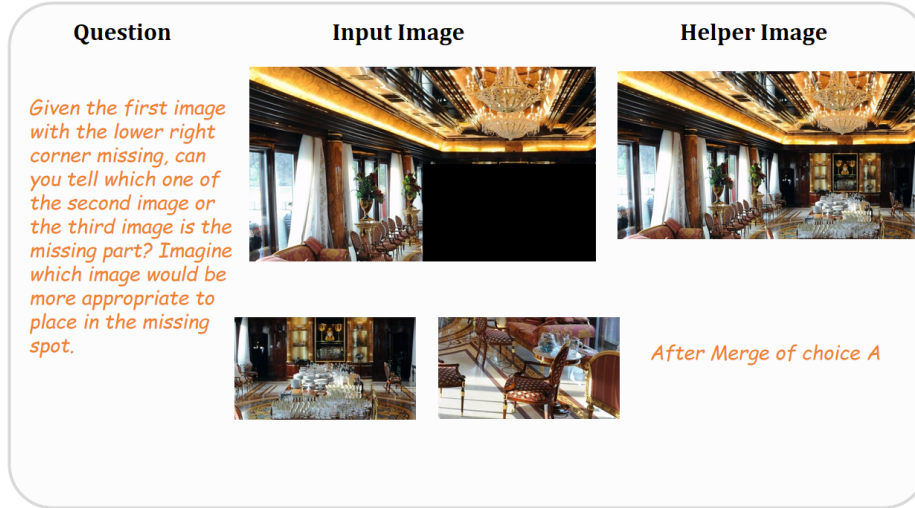 Question
Input Image
Helper Image
Given the first image
with the lower right
corner missing, can
you tell which one of
the second image or
the third image is the
missing part? Imagine
which image would be
more appropriate to
place in the missing
spot.
After Merge of choice A